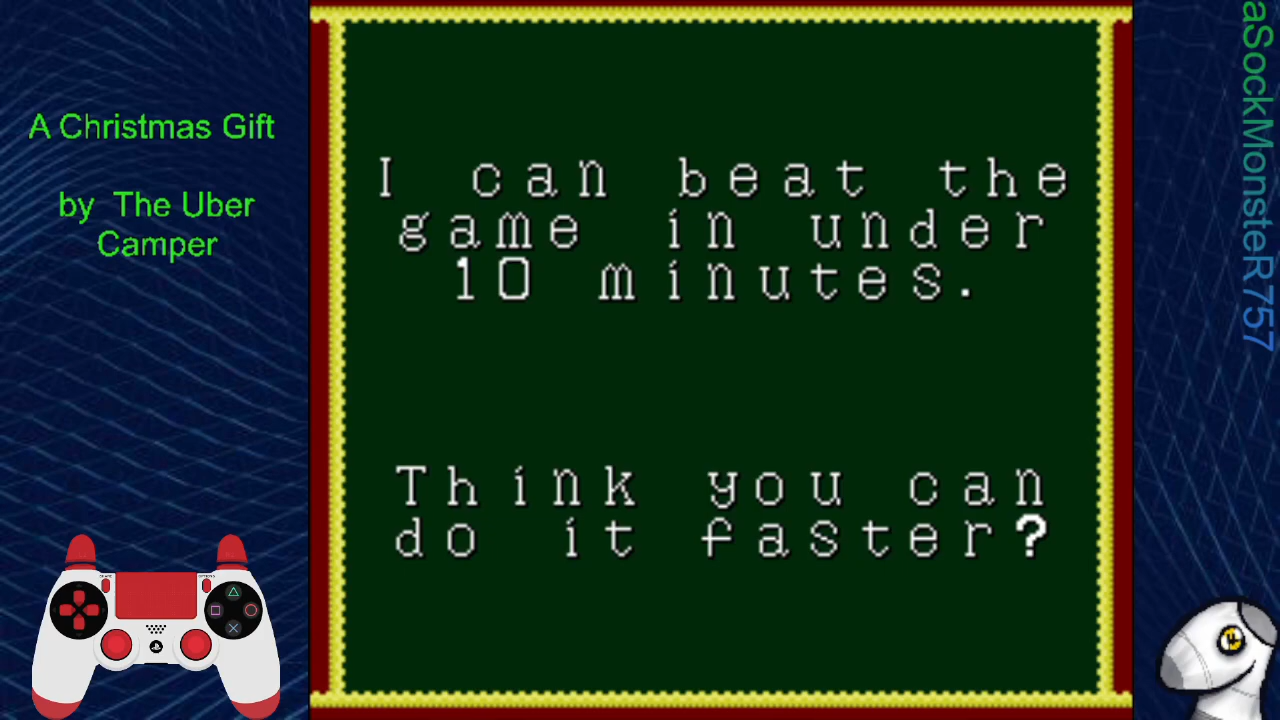 A Christmas Gift
by The Uber
Camper
I can beat the
game in under
10 minutes.
Think you can
do it faster?
aSockMonsteR757